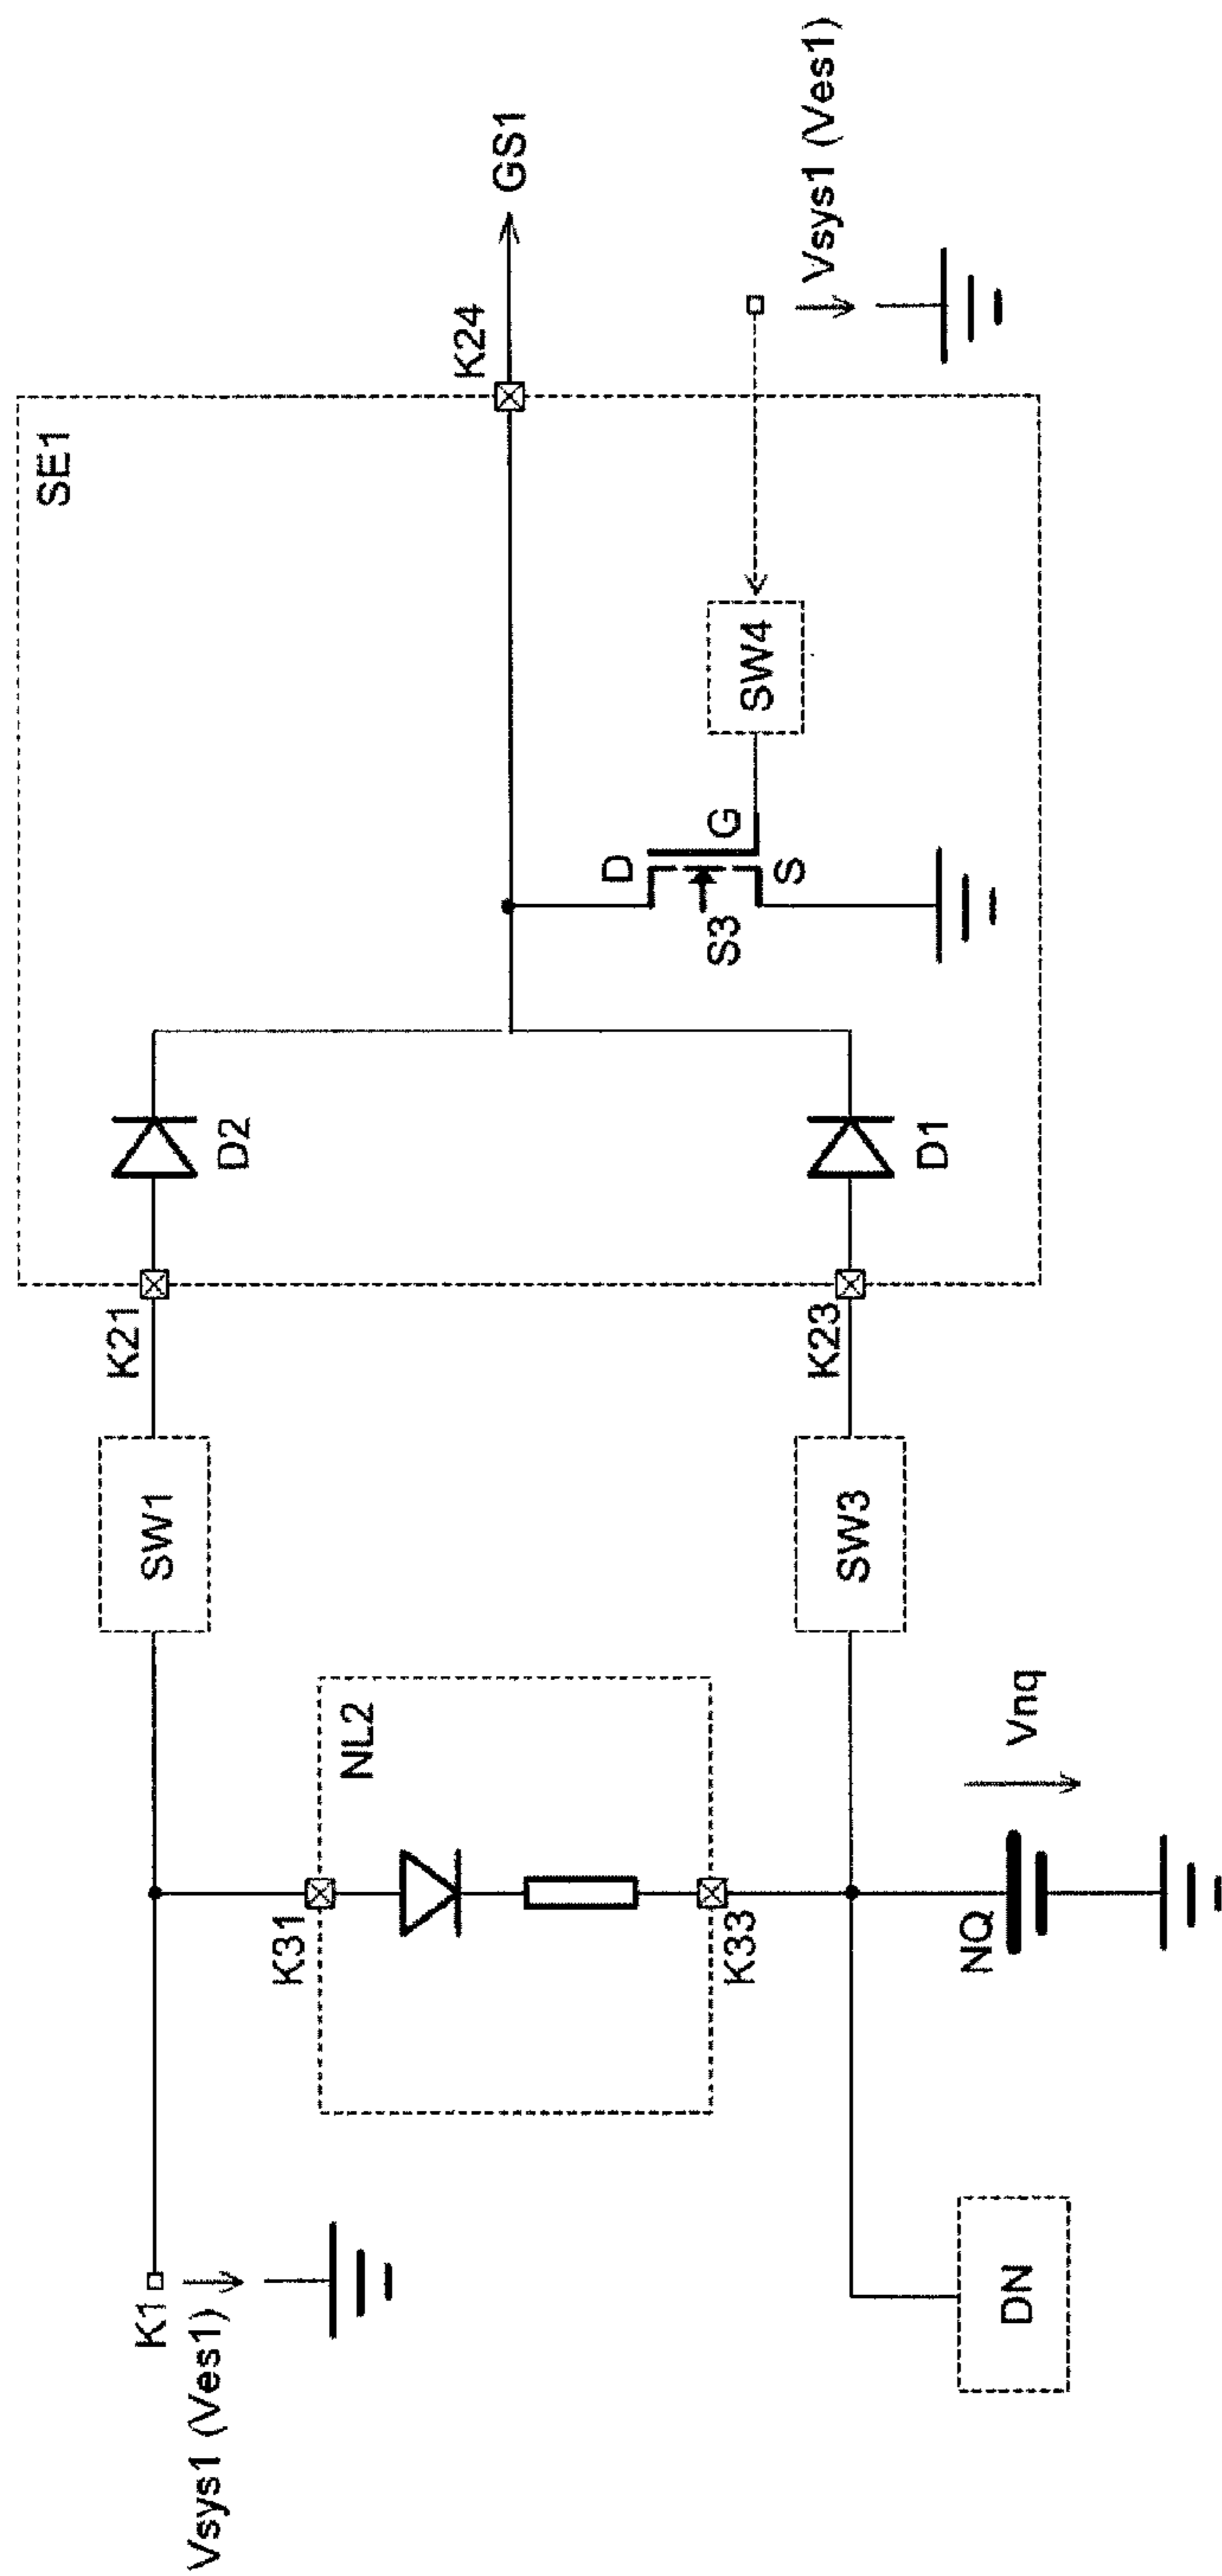 Vsys1 (Ves1)
K1
SW1
K21
D2
SE1
K31
NL2
K24
GS1
K33
S3
D
G
S
SW4
Vsys1 (Ves1)
SW3
K23
D1
DN
NQ
Vnq